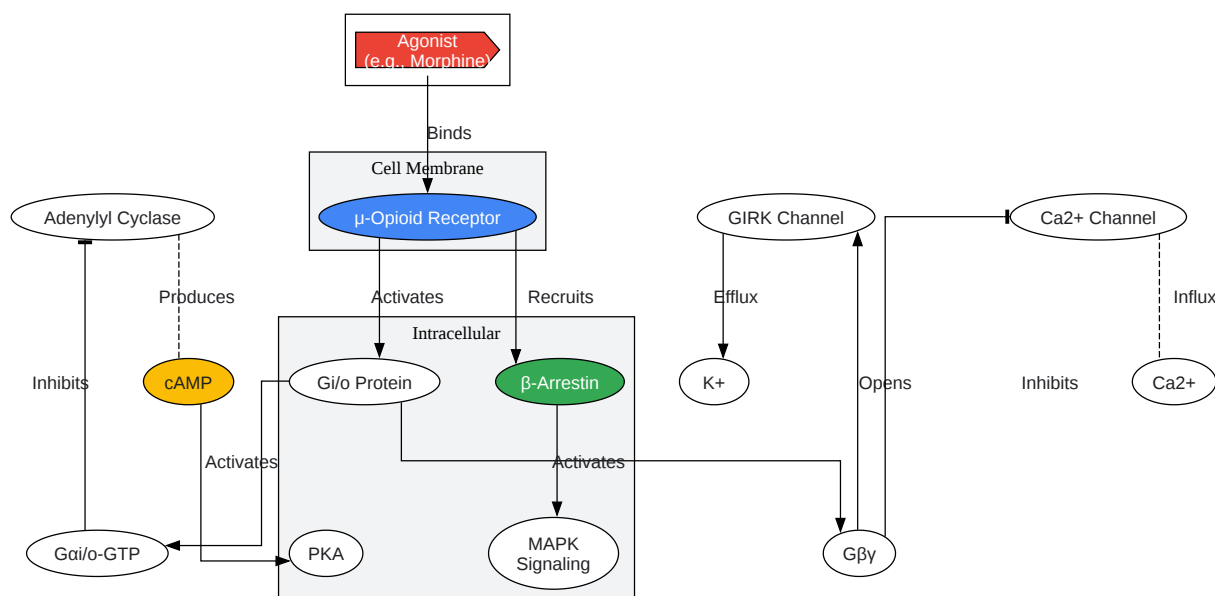 Agonist
(e.g., Morphine)
Binds
Cell Membrane
Adenylyl Cyclase
μ-Opioid Receptor
GIRK Channel
Ca2+ Channel
Produces
Activates
Recruits
Efflux
Influx
Intracellular
Inhibits
cAMP
Gi/o Protein
β-Arrestin
K+
Opens
Inhibits
Ca2+
Activates
Activates
Gαi/o-GTP
PKA
MAPK
Signaling
Gβγ